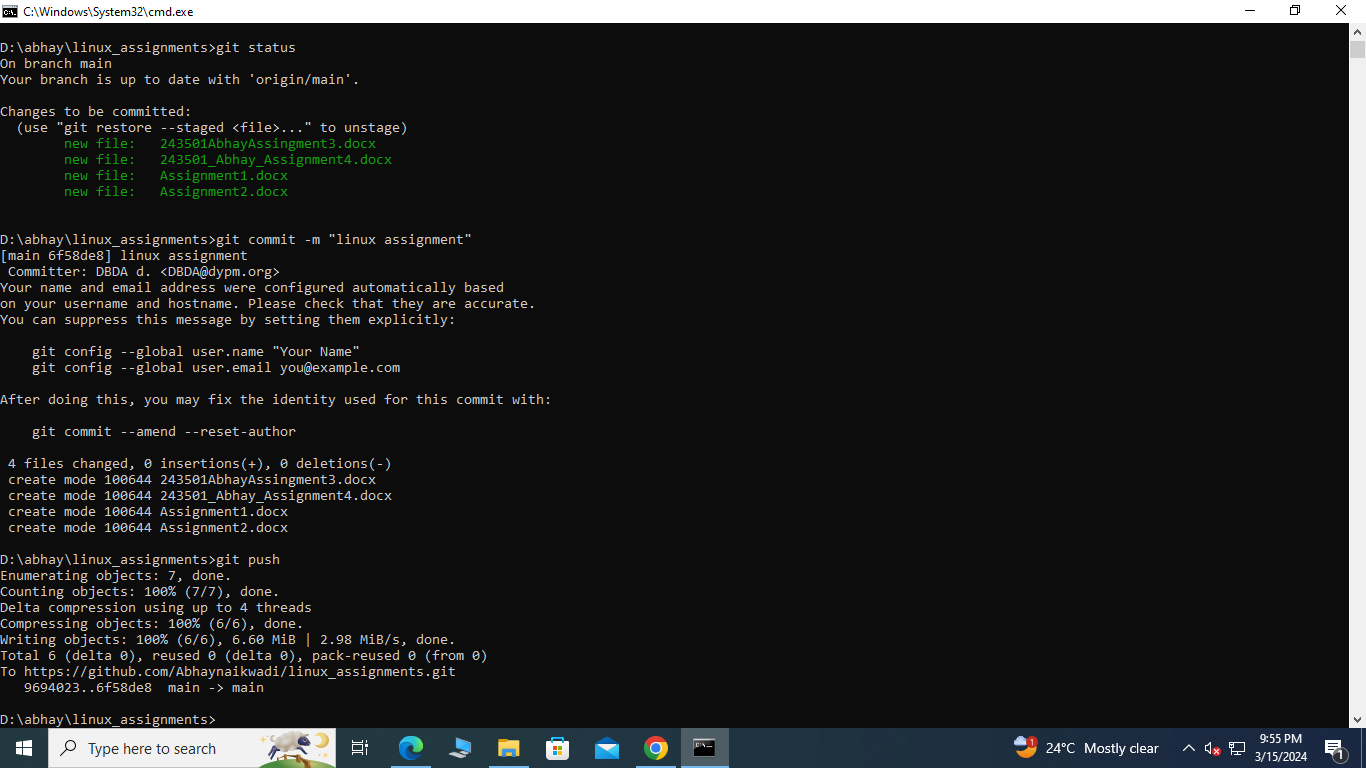 C:\Windows\System32\cmd.exe
D:\abhay\linux_assignments>git status
On branch main
Your branch is up to date with 'origin/main'.
Changes to be committed:
  (use "git restore --staged <file>..." to unstage)
        new file:   243501AbhayAssingment3.docx
        new file:   243501_Abhay_Assignment4.docx
        new file:   Assignment1.docx
        new file:   Assignment2.docx
D:\abhay\linux_assignments>git commit -m "linux assignment"
[main 6f58de8] linux assignment
 Committer: DBDA d. <DBDA@dypm.org>
Your name and email address were configured automatically based
on your username and hostname. Please check that they are accurate.
You can suppress this message by setting them explicitly:
    git config --global user.name "Your Name"
    git config --global user.email you@example.com
After doing this, you may fix the identity used for this commit with:
    git commit --amend --reset-author
 4 files changed, 0 insertions(+), 0 deletions(-)
 create mode 100644 243501AbhayAssingment3.docx
 create mode 100644 243501_Abhay_Assignment4.docx
 create mode 100644 Assignment1.docx
 create mode 100644 Assignment2.docx
D:\abhay\linux_assignments>git push
Enumerating objects: 7, done.
Counting objects: 100% (7/7), done.
Delta compression using up to 4 threads
Compressing objects: 100% (6/6), done.
Writing objects: 100% (6/6), 6.60 MiB | 2.98 MiB/s, done.
Total 6 (delta 0), reused 0 (delta 0), pack-reused 0 (from 0)
To https://github.com/Abhaynaikwadi/linux_assignments.git
   9694023..6f58de8  main -> main
D:\abhay\linux_assignments>
Type here to search
1
24°C Mostly clear
9:55 PM
3/15/2024
1